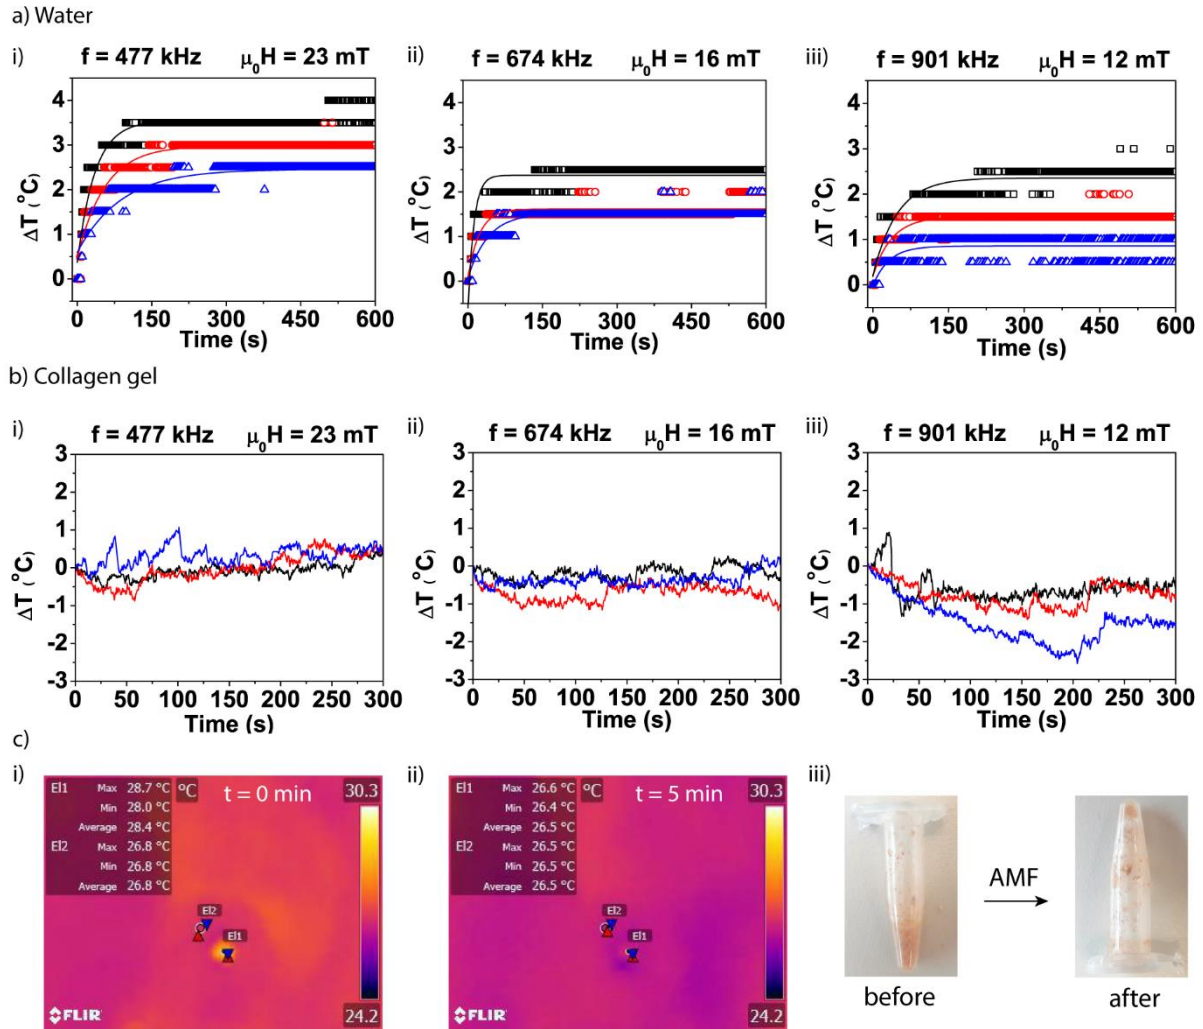 a) Water
i) f = 477 kHz μ₀H = 23 mT
ii) f = 674 kHz μ₀H = 16 mT
iii) f = 901 kHz μ₀H = 12 mT
4
3
2
1
0
ΔT (°C)
0 150 300 450 600
Time (s)
4
3
2
1
0
ΔT (°C)
0 150 300 450 600
Time (s)
4
3
2
1
0
ΔT (°C)
0 150 300 450 600
Time (s)
b) Collagen gel
i) f = 477 kHz μ₀H = 23 mT
ii) f = 674 kHz μ₀H = 16 mT
iii) f = 901 kHz μ₀H = 12 mT
3
2
1
0
-1
-2
-3
ΔT (°C)
0 50 100 150 200 250 300
Time (s)
3
2
1
0
-1
-2
-3
ΔT (°C)
0 50 100 150 200 250 300
Time (s)
3
2
1
0
-1
-2
-3
ΔT (°C)
0 50 100 150 200 250 300
Time (s)
c)
i)
El1 Max 28.7 °C °C t = 0 min 30.3
Min 28.0 °C
Average 28.4 °C
El2 Max 26.8 °C
Min 26.8 °C
Average 26.8 °C
El2
El1
FLIR 24.2
ii)
El1 Max 26.6 °C °C t = 5 min 30.3
Min 26.4 °C
Average 26.5 °C
El2 Max 26.5 °C
Min 26.5 °C
Average 26.5 °C
El2
El1
FLIR 24.2
iii)
AMF
before after